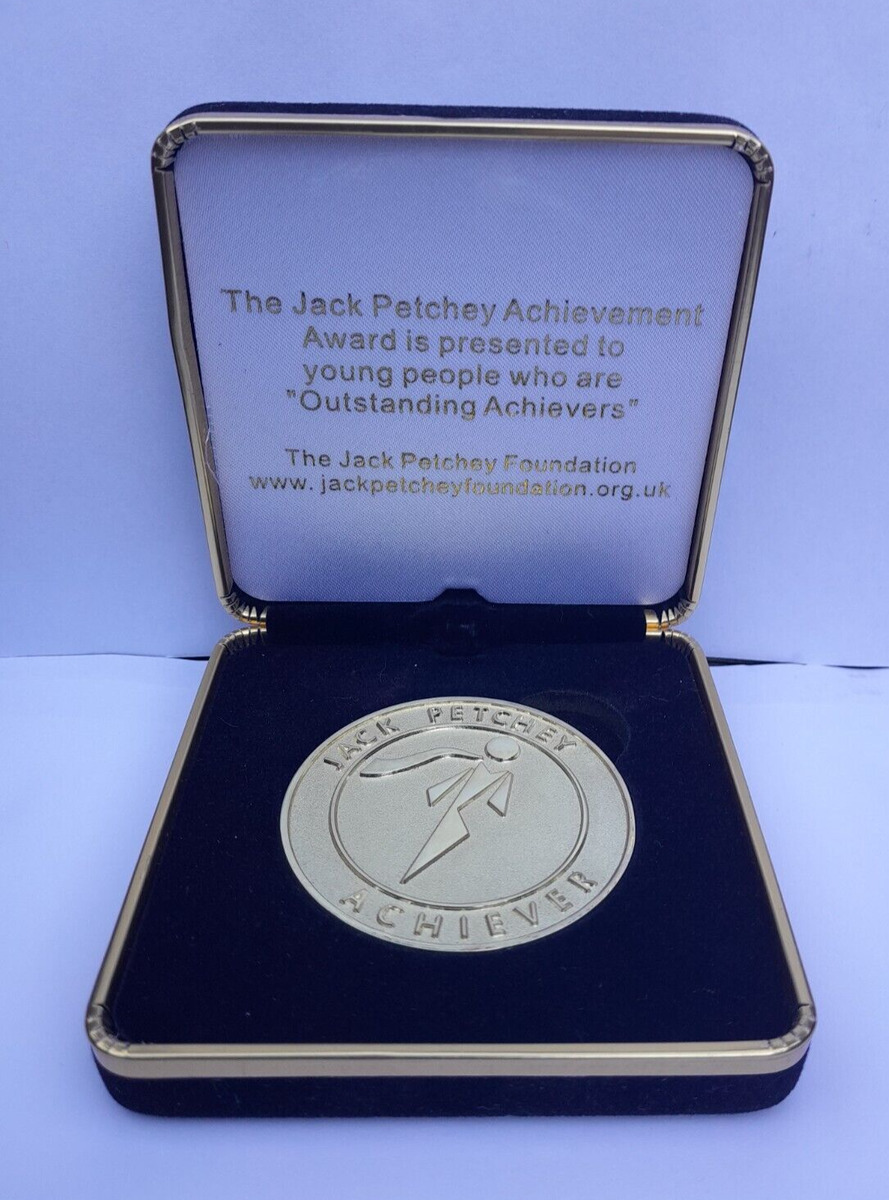 The Jack Petchey Achievement
Award is presented to
young people who are
"Outstanding Achievers"
The Jack Petchey Foundation
www. jackpetcheyfoundation.org.uk
JACK PETCHEY
ACHIEVER